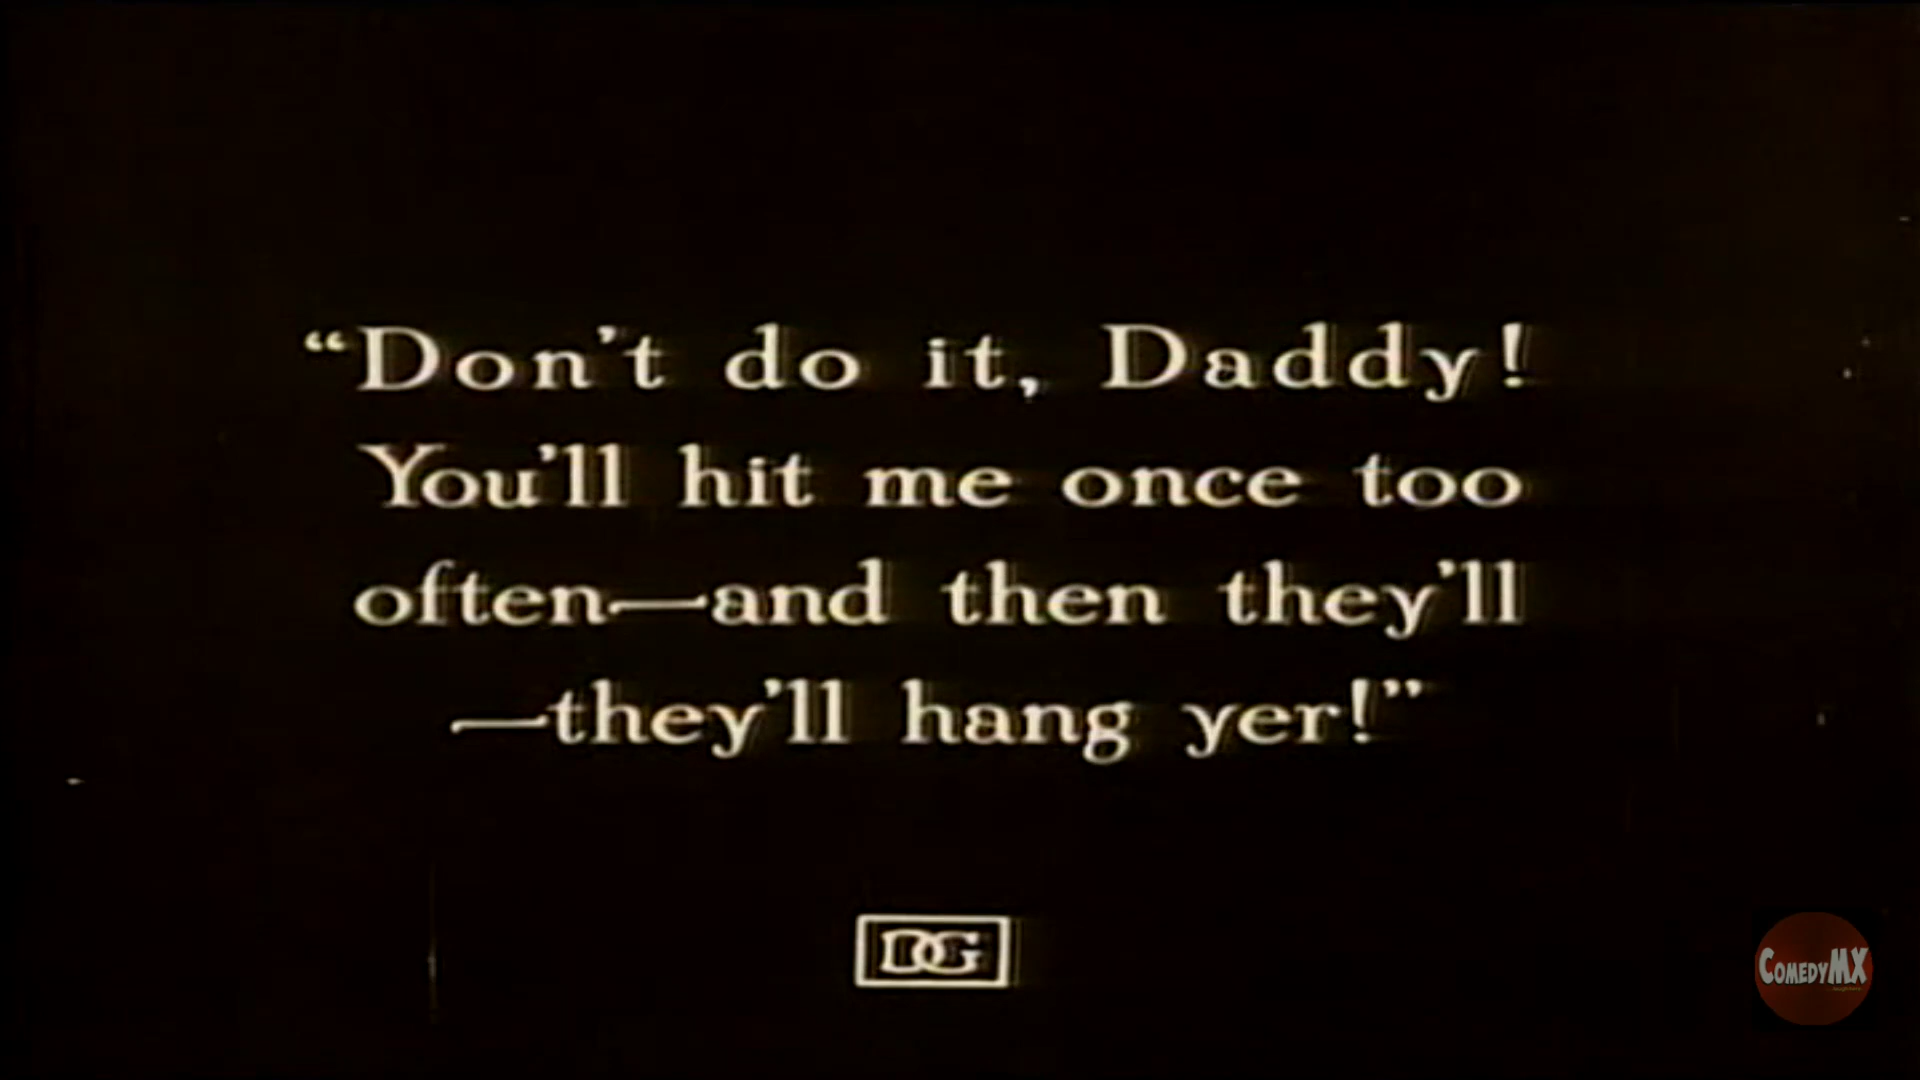 “Don't do it, Daddy!
You'll hit me once too
often—and then they'll
—they'll hang yer!”
DG
COMEDYMX